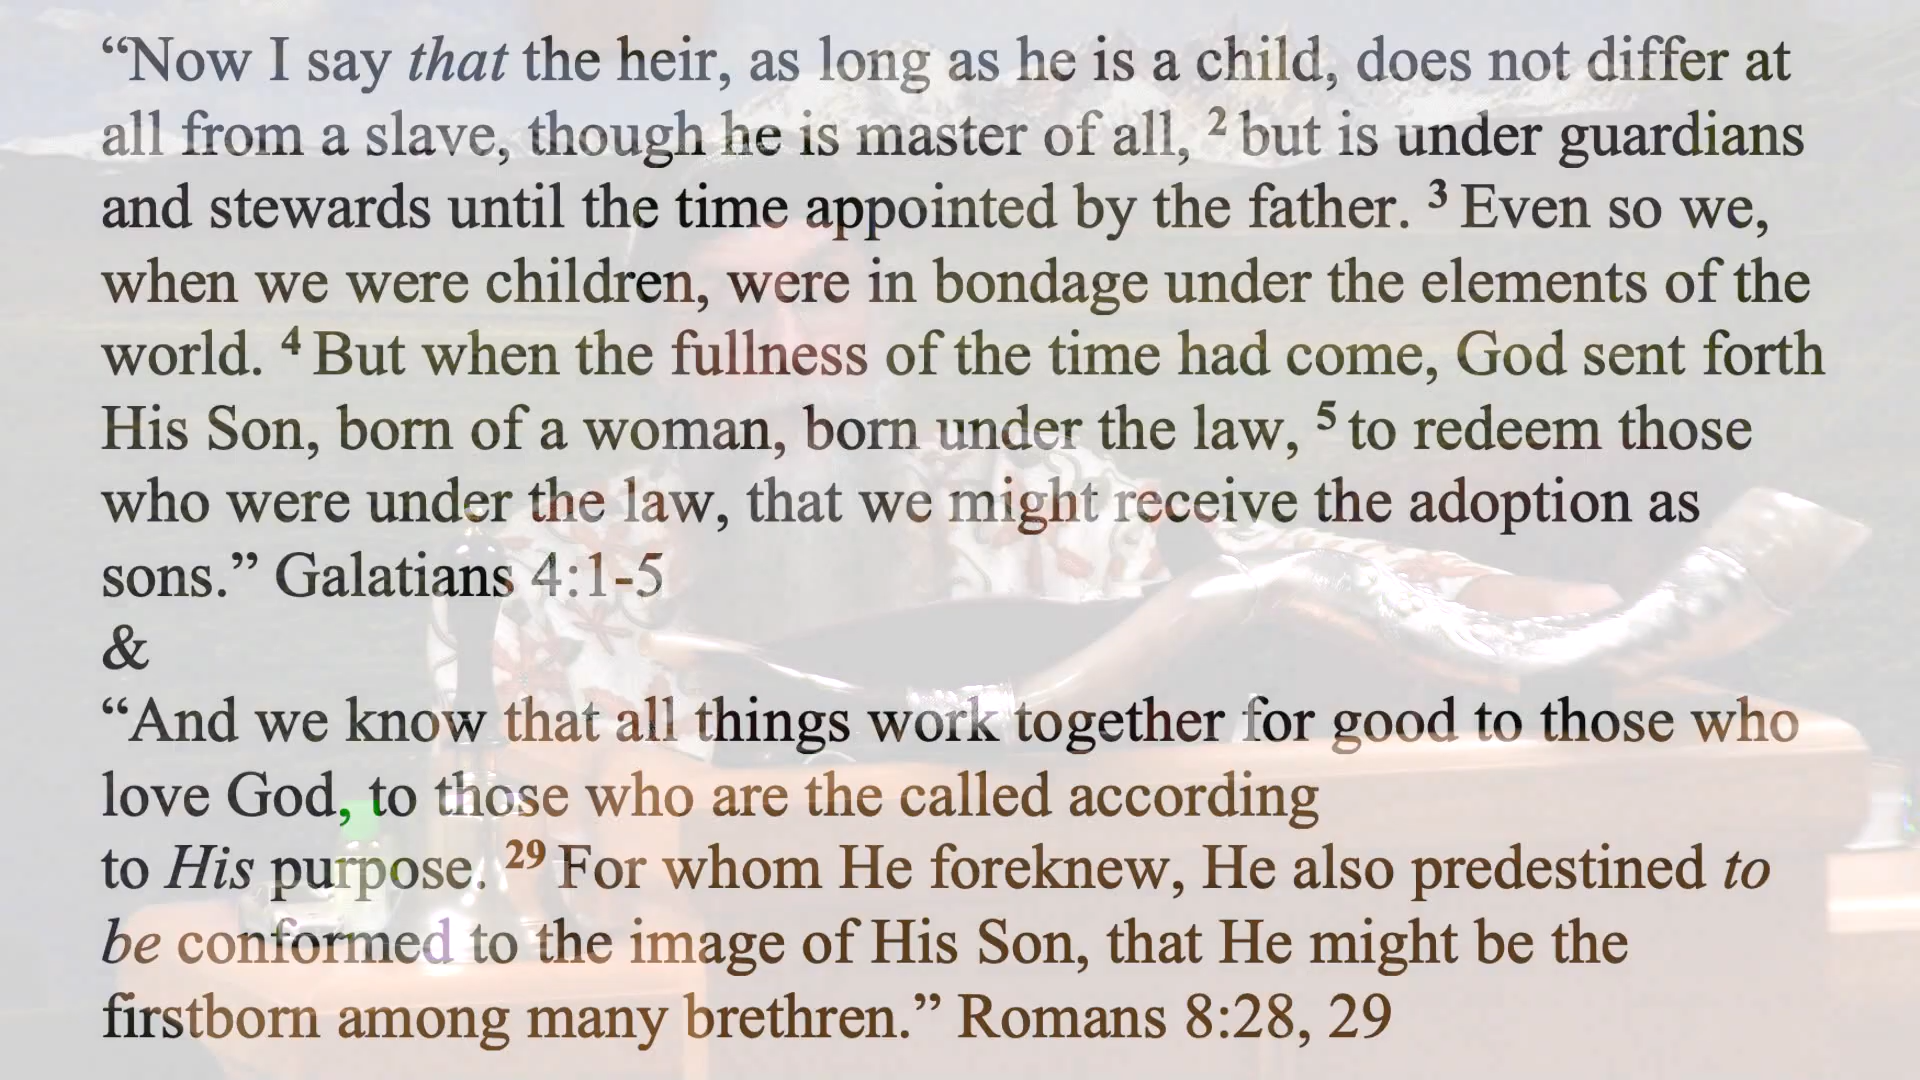 “Now I say that the heir, as long as he is a child, does not differ at
all from a slave, though he is master of all, 2 but is under guardians
and stewards until the time appointed by the father. 3 Even so we,
when we were children, were in bondage under the elements of the
world. 4 But when the fullness of the time had come, God sent forth
His Son, born of a woman, born under the law, 5 to redeem those
who were under the law, that we might receive the adoption as
sons.” Galatians 4:1-5
&
“And we know that all things work together for good to those who
love God, to those who are the called according
to His purpose. 29 For whom He foreknew, He also predestined to
be conformed to the image of His Son, that He might be the
firstborn among many brethren.” Romans 8:28, 29